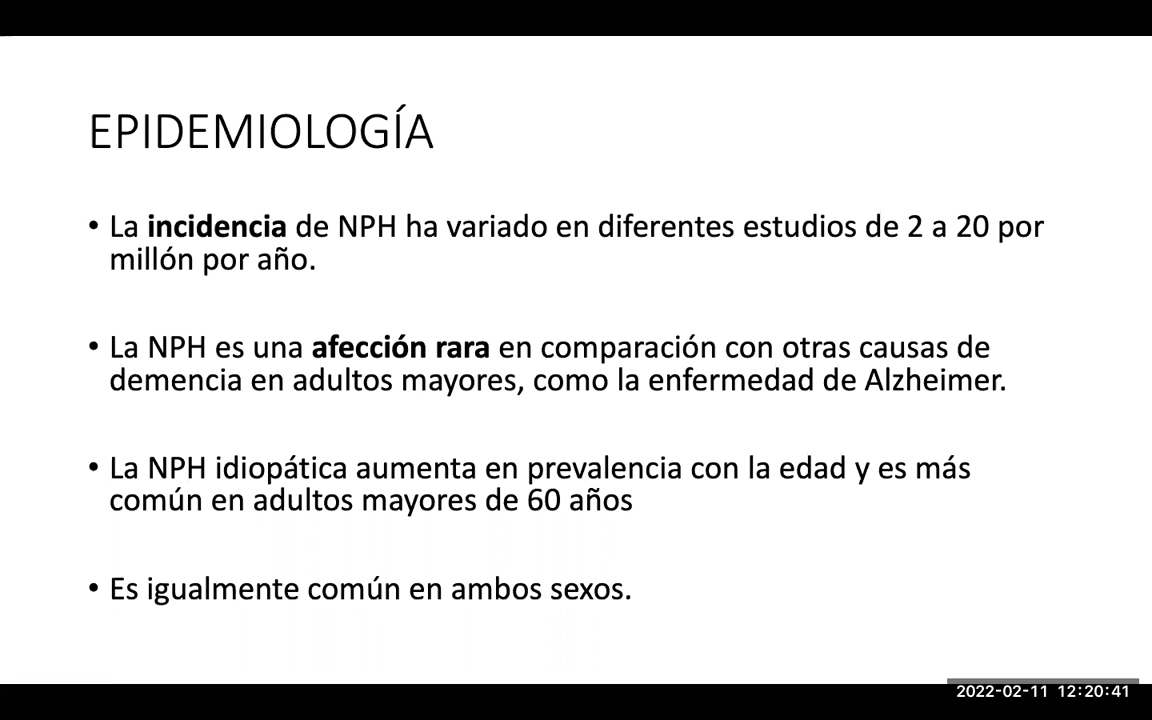 EPIDEMIOLOGÍA
• La incidencia de NPH ha variado en diferentes estudios de 2 a 20 por
millón por año.
• La NPH es una afección rara en comparación con otras causas de
demencia en adultos mayores, como la enfermedad de Alzheimer.
• La NPH idiopática aumenta en prevalencia con la edad y es más
común en adultos mayores de 60 años
• Es igualmente común en ambos sexos.
2022-02-11 12:20:41